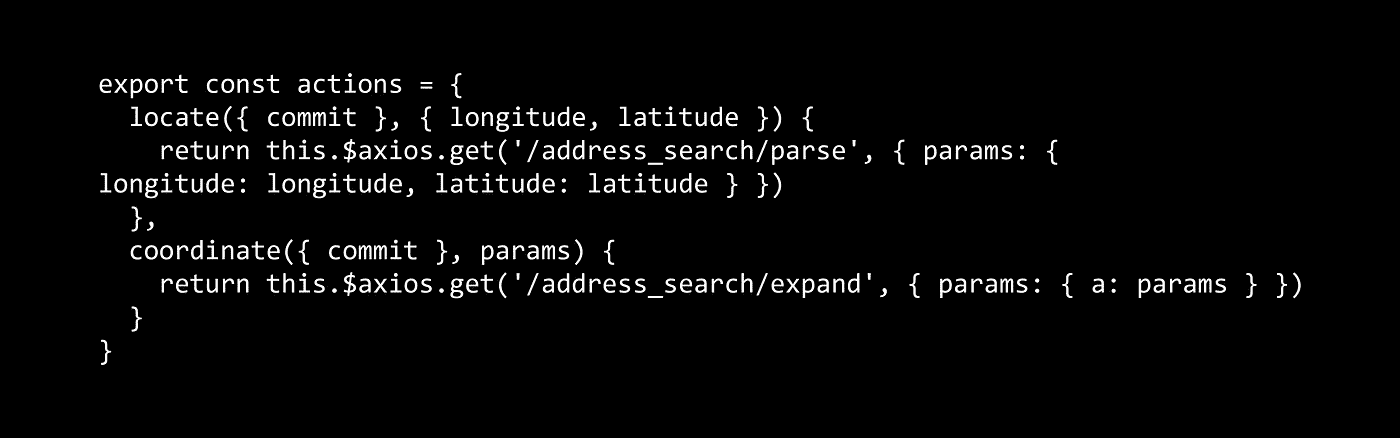 export const actions = {
  locate({ commit }, { longitude, latitude }) {
    return this.$axios.get('/address_search/parse', { params: {
longitude: longitude, latitude: latitude } })
  },
  coordinate({ commit }, params) {
    return this.$axios.get('/address_search/expand', { params: { a: params } })
  }
}